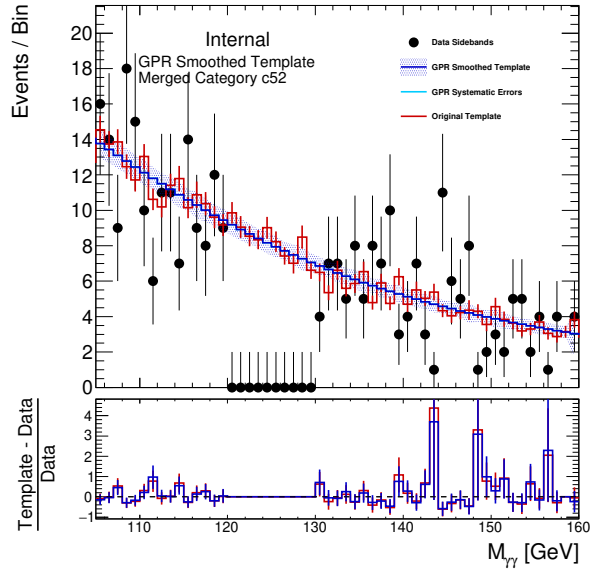 Events / Bin
20
18
16
14
12
10
8
6
4
2
0
Internal
GPR Smoothed Template
Merged Category c52
Data Sidebands
GPR Smoothed Template
GPR Systematic Errors
Original Template
Template - Data
Data
4
3
2
1
0
−1
110
120
130
140
150
160
Mγγ [GeV]